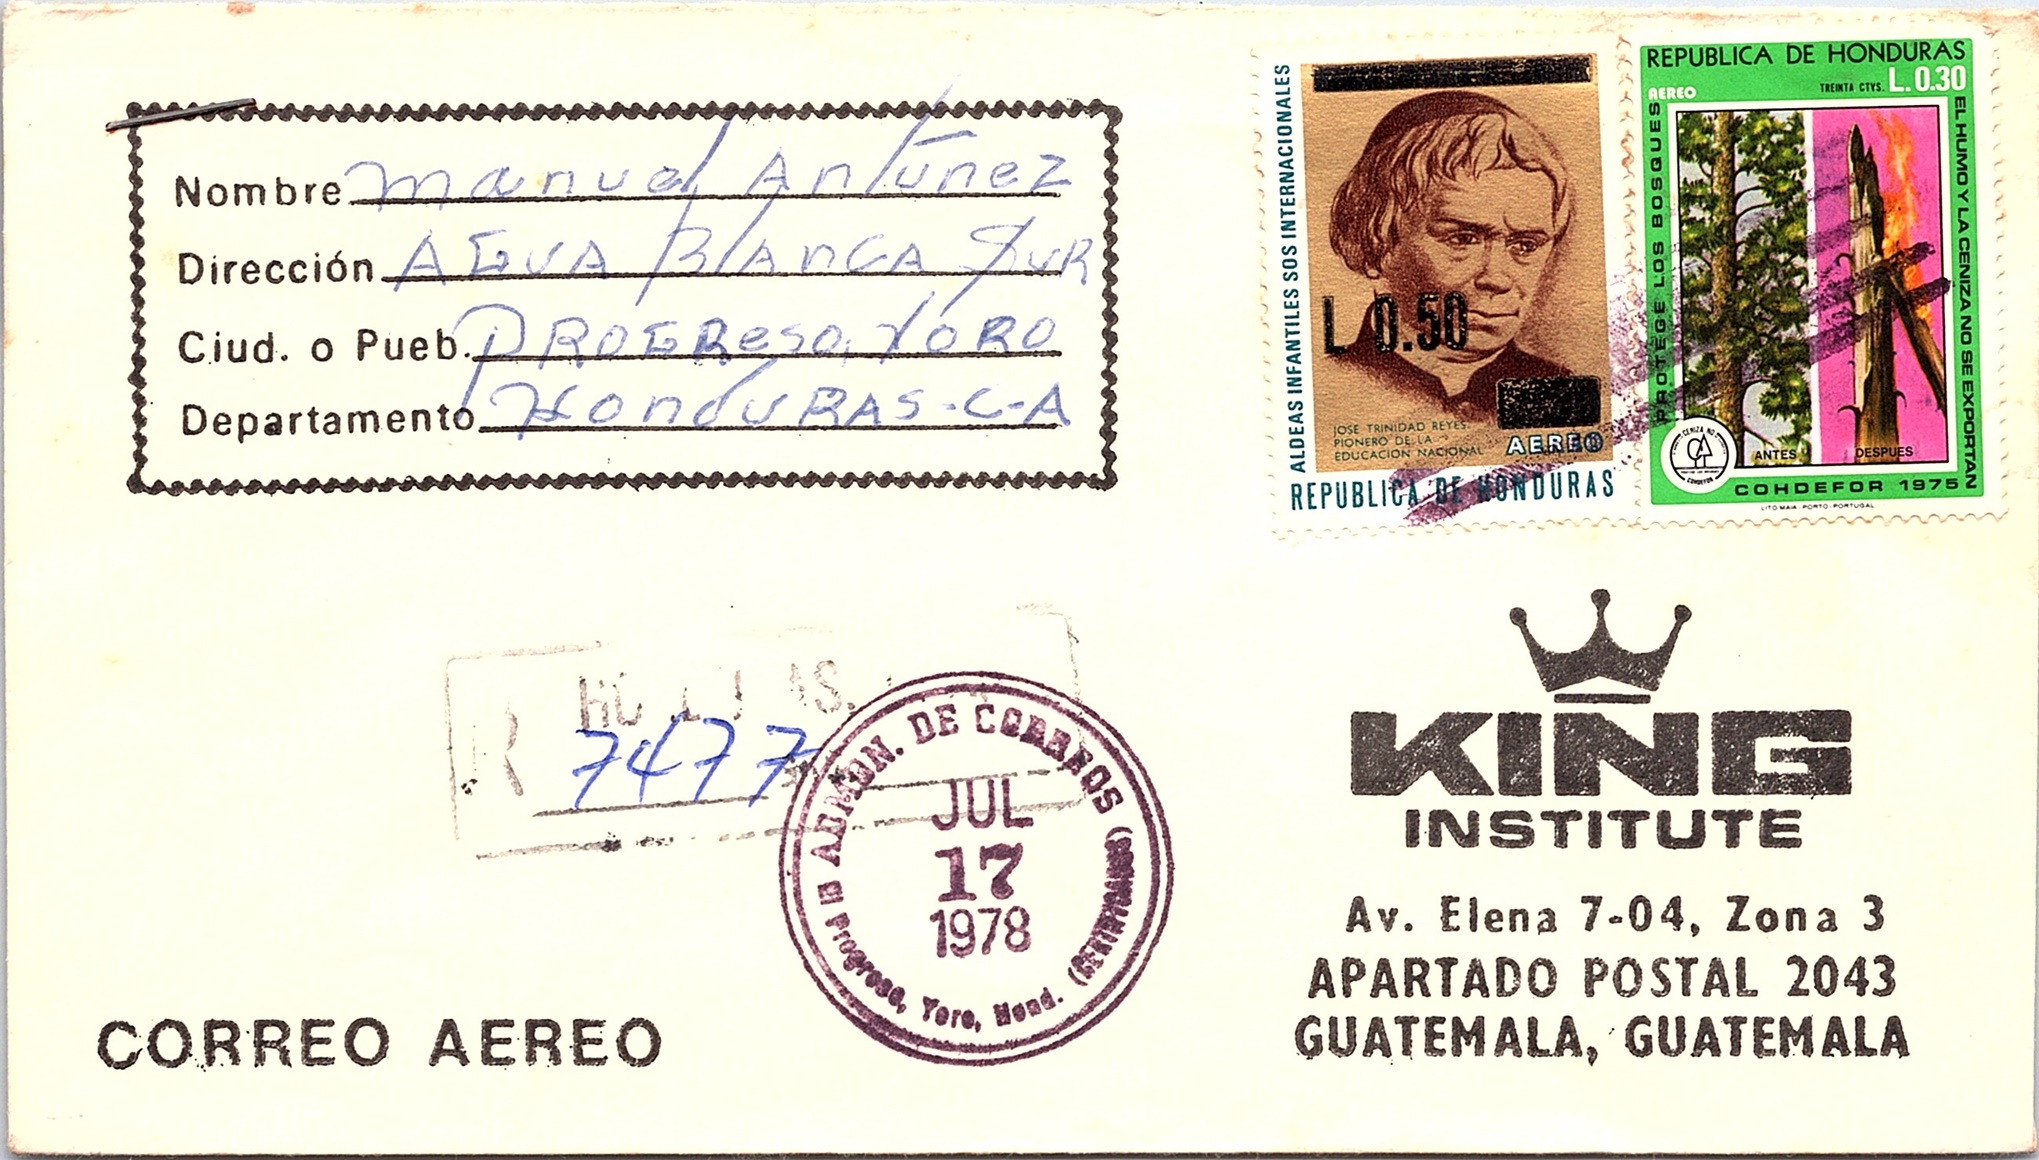 Nombre Manuel Antúnez
Dirección AGUA BlANCA SUR
Ciud. o Pueb. PROGReso, YORO
Departamento HonduRAS-C-A
ALDEAS INFANTILES SOS INTERNACIONALES
L 0.50
JOSE TRINIDAD REYES
PIONERO DE LA
EDUCACION NACIONAL
AEREO
REPUBLICA DE HONDURAS
REPUBLICA DE HONDURAS
AEREO
TREINTA CTVS. L. 0.30
PROTEGE LOS BOSQUES
EL HUMO Y LA CENIZA NO SE EXPORTAN
ANTES
DESPUES
CENIZA NO
COHDEFOR
COHDEFOR 1975
LITO MAIA - PORTO - PORTUGAL
R
7477
ADMON. DE CORREOS
JUL
17
1978
El Progreso, Yoro, Hond. (CERTIFICADOS)
KING
INSTITUTE
Av. Elena 7-04, Zona 3
APARTADO POSTAL 2043
GUATEMALA, GUATEMALA
CORREO AEREO